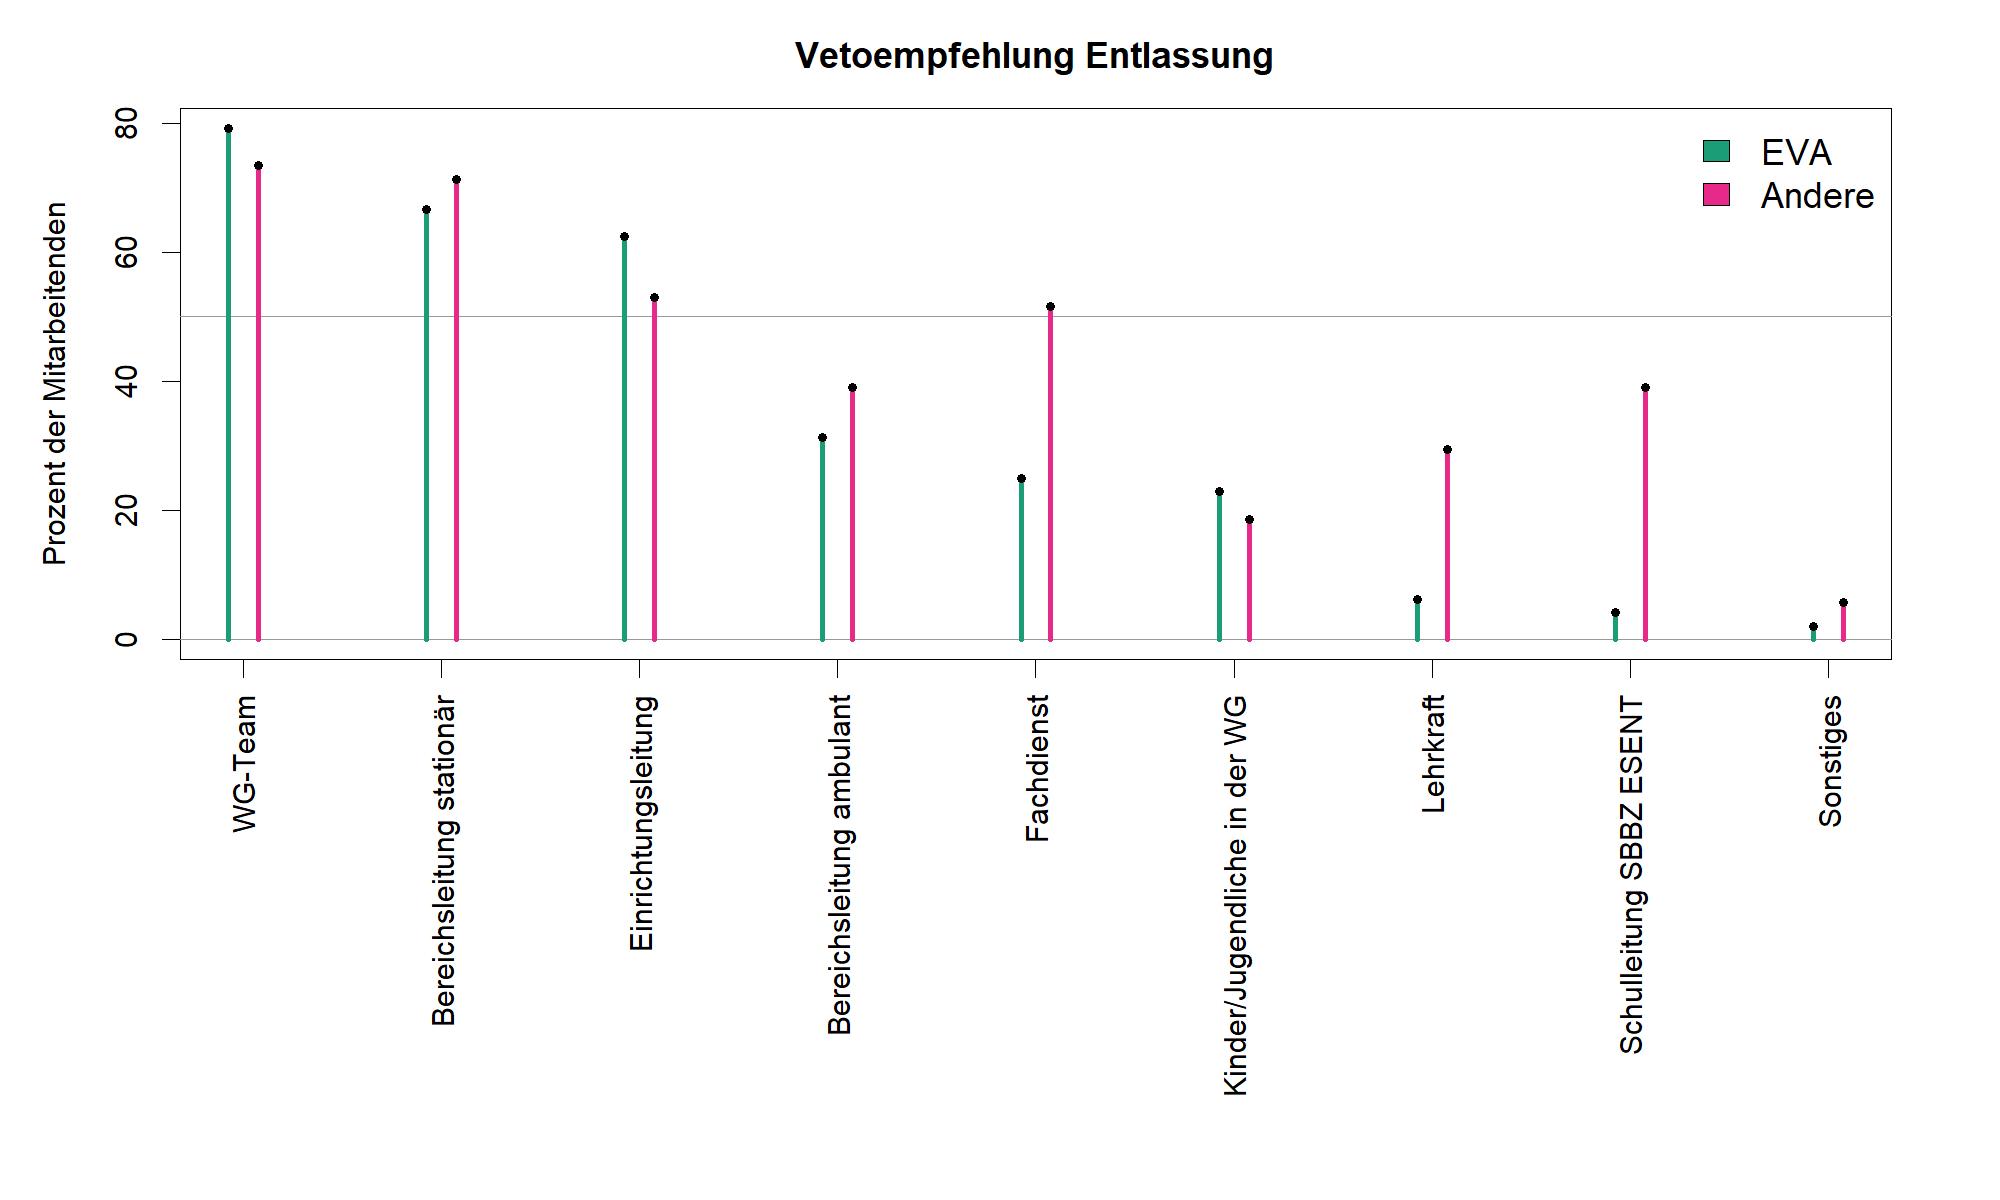 Vetoempfehlung Entlassung
Prozent der Mitarbeitenden
80
60
40
20
0
EVA
Andere
WG-Team
Bereichsleitung stationär
Einrichtungsleitung
Bereichsleitung ambulant
Fachdienst
Kinder/Jugendliche in der WG
Lehrkraft
Schulleitung SBBZ ESENT
Sonstiges